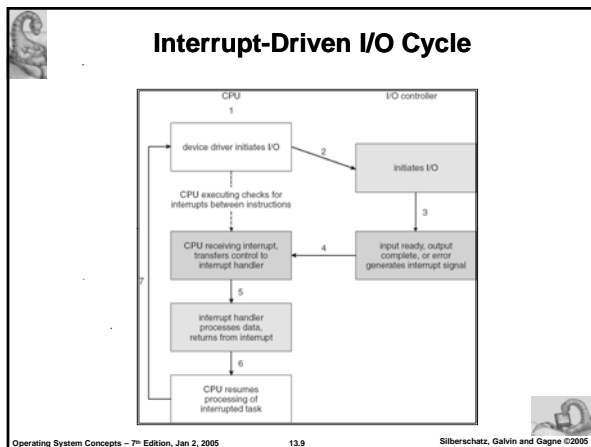 Interrupt-Driven I/O Cycle
CPU
I/O controller
1
device driver initiates I/O
2
initiates I/O
CPU executing checks for
interrupts between instructions
3
CPU receiving interrupt,
transfers control to
interrupt handler
4
input ready, output
complete, or error
generates interrupt signal
7
5
interrupt handler
processes data,
returns from interrupt
6
CPU resumes
processing of
interrupted task
Operating System Concepts – 7th Edition, Jan 2, 2005
13.9
Silberschatz, Galvin and Gagne ©2005